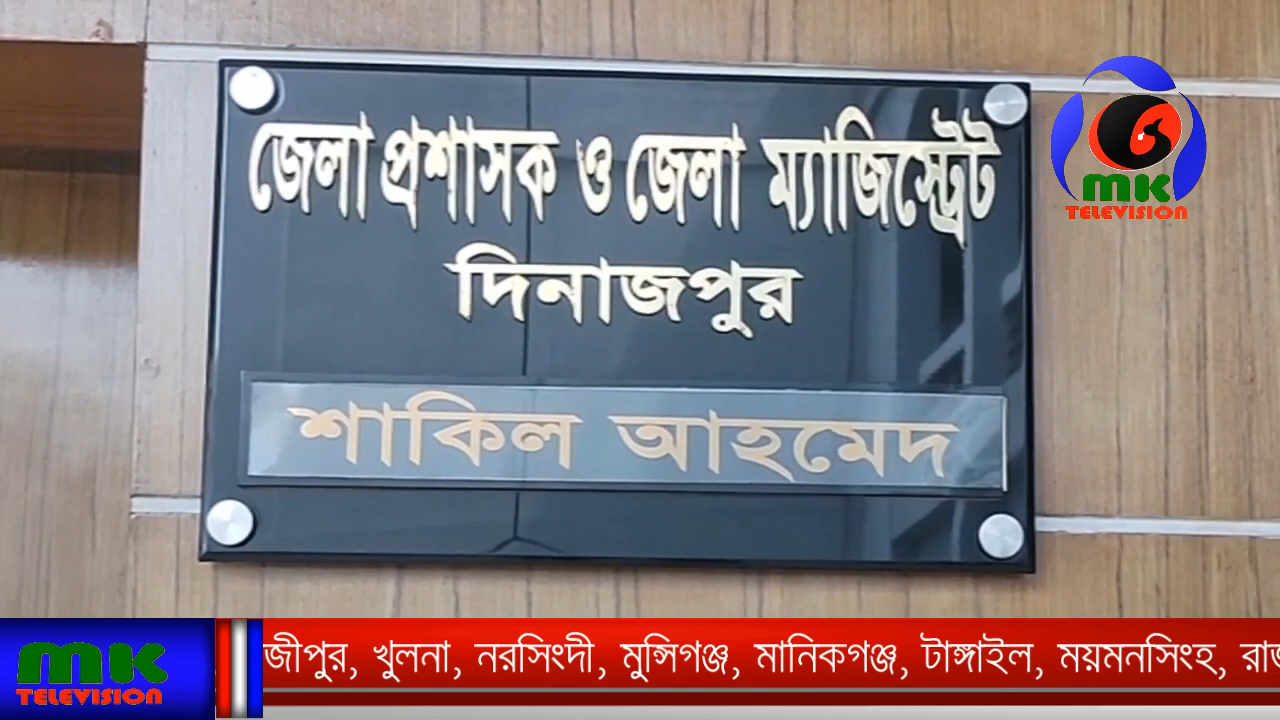 জেলা প্রশাসক ও জেলা ম্যাজিস্ট্রেট
দিনাজপুর
শাকিল আহমেদ
MK
TELEVISION
MK
TELEVISION
জীপুর, খুলনা, নরসিংদী, মুন্সিগঞ্জ, মানিকগঞ্জ, টাঙ্গাইল, ময়মনসিংহ,